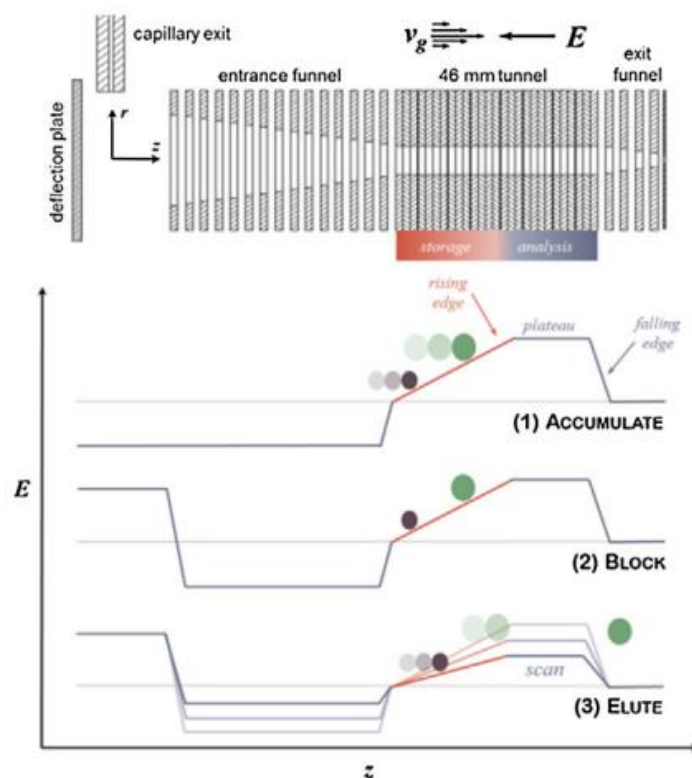 capillary exit
v_g
E
exit
funnel
entrance funnel
46 mm tunnel
deflection plate
r
storage
analysis
rising
edge
plateau
falling
edge
(1) ACCUMULATE
E
(2) BLOCK
scan
(3) ELUTE
z